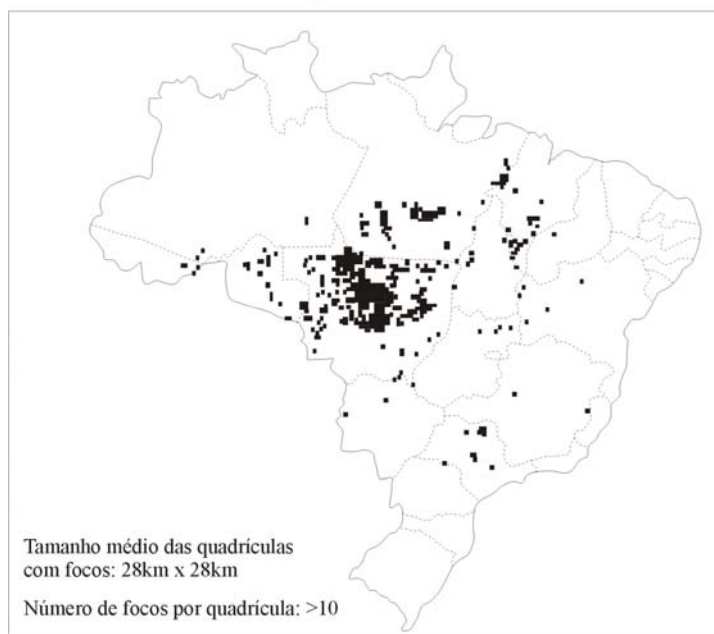 Tamanho médio das quadrículas
com focos: 28km x 28km
Número de focos por quadrícula: >10